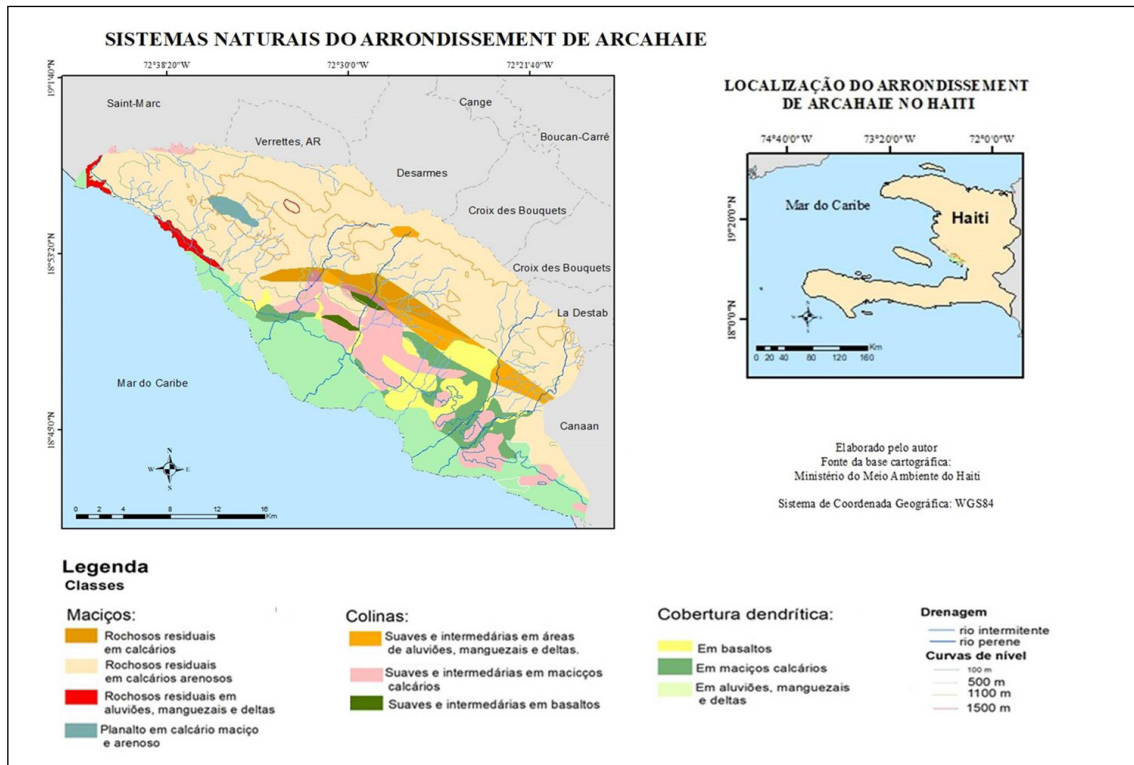 SISTEMAS NATURAIS DO ARRONDISSEMENT DE ARCAHAIE
72°38'20"W
72°30'0"W
72°21'40"W
19°1'40"N
18°53'20"N
18°45'0"N
Saint-Marc
Verrettes, AR
Cange
Boucan-Carré
Desarmes
Croix des Bouquets
Croix des Bouquets
La Destab
Canaan
Mar do Caribe
N
W E
S
0 2 4 8 12 16
Km
LOCALIZAÇÃO DO ARRONDISSEMENT
DE ARCAHAIE NO HAITI
74°40'0"W
73°20'0"W
72°0'0"W
19°20'0"N
18°0'0"N
Mar do Caribe
Haiti
0 20 40 80 120 160
Km
Elaborado pelo autor
Fonte da base cartográfica:
Ministério do Meio Ambiente do Haiti
Sistema de Coordenada Geográfica: WGS84
Legenda
Classes
Maciços:
Rochosos residuais
em calcários
Rochosos residuais
em calcários arenosos
Rochosos residuais em
aluviões, manguezais e deltas
Planalto em calcário maciço
e arenoso
Colinas:
Suaves e intermedárias em áreas
de aluviões, manguezais e deltas.
Suaves e intermedárias em macicços
calcários
Suaves e intermedárias em basaltos
Cobertura dendrítica:
Em basaltos
Em maciços calcários
Em aluviões, manguezais
e deltas
Drenagem
rio intermitente
rio perene
Curvas de nível
100 m
500 m
1100 m
1500 m